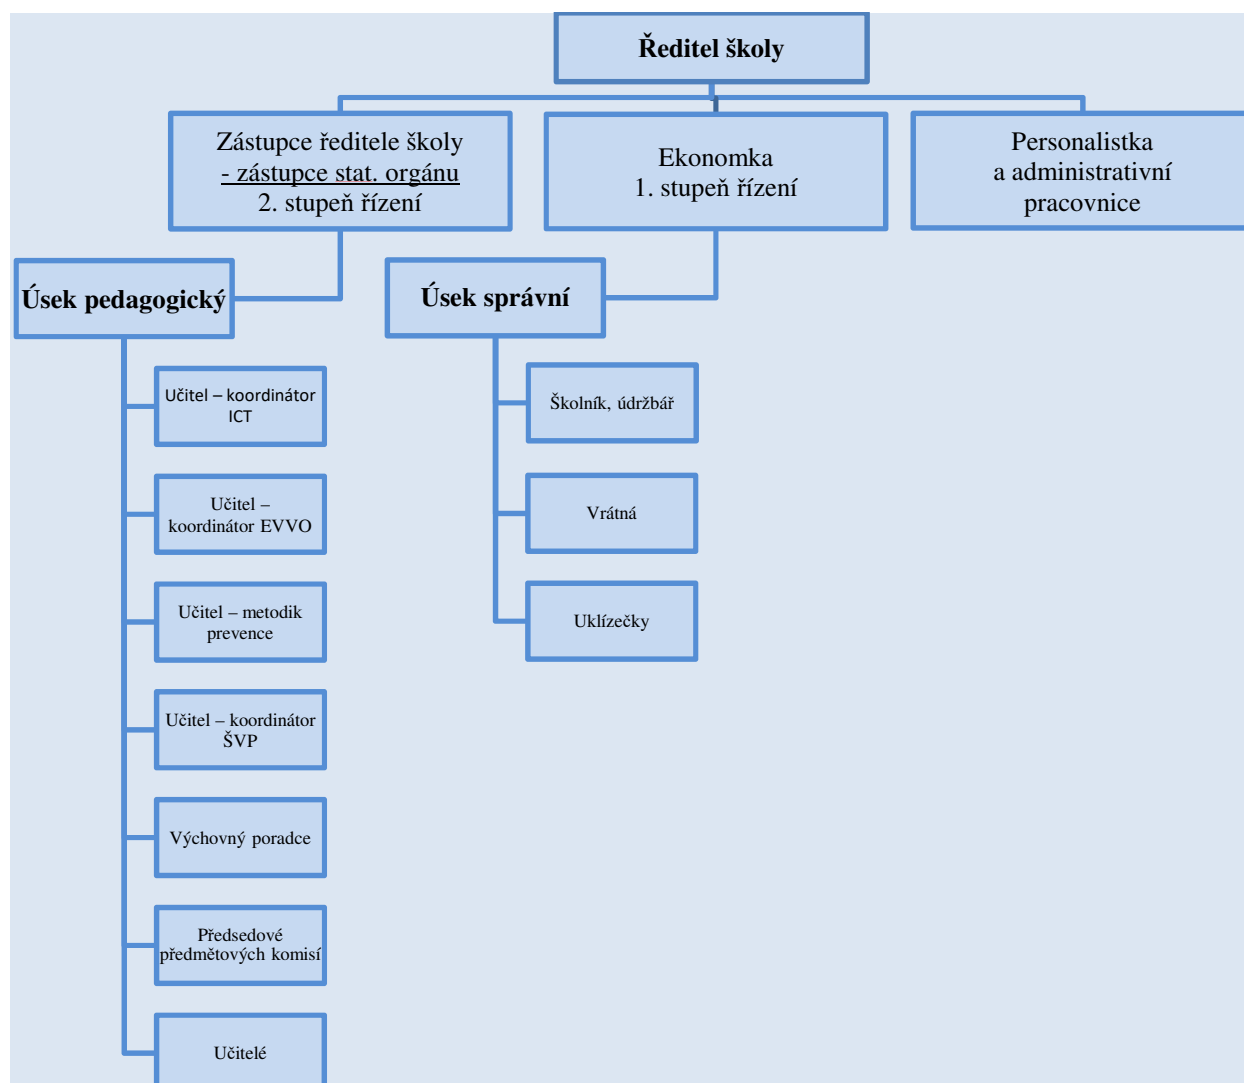 Ředitel školy
Zástupce ředitele školy
- zástupce stat. orgánu
2. stupeň řízení
Ekonomka
1. stupeň řízení
Personalistka
a administrativní
pracovnice
Úsek pedagogický
Úsek správní
Učitel – koordinátor
ICT
Učitel –
koordinátor EVVO
Učitel – metodik
prevence
Učitel – koordinátor
ŠVP
Výchovný poradce
Předsedové
předmětových komisí
Učitelé
Školník, údržbář
Vrátná
Uklízečky